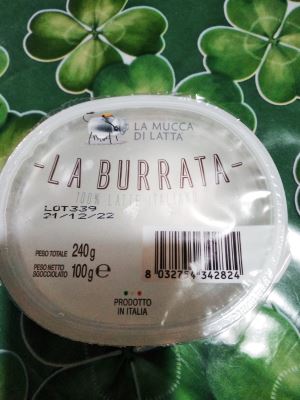 LA MUCCA
DI LATTA
-LA BURRATA-
100% LATTE ITALIANO
LOT339
21/12/22
PESO TOTALE 240g
PESO NETTO
SGOCCIOLATO 100g e
8 032754 342824
PRODOTTO
IN ITALIA